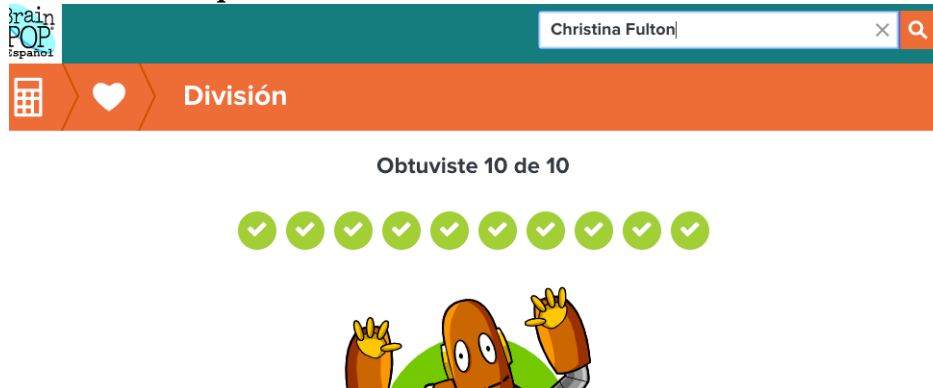 Brain
POP
Español
Christina Fulton
División
Obtuviste 10 de 10